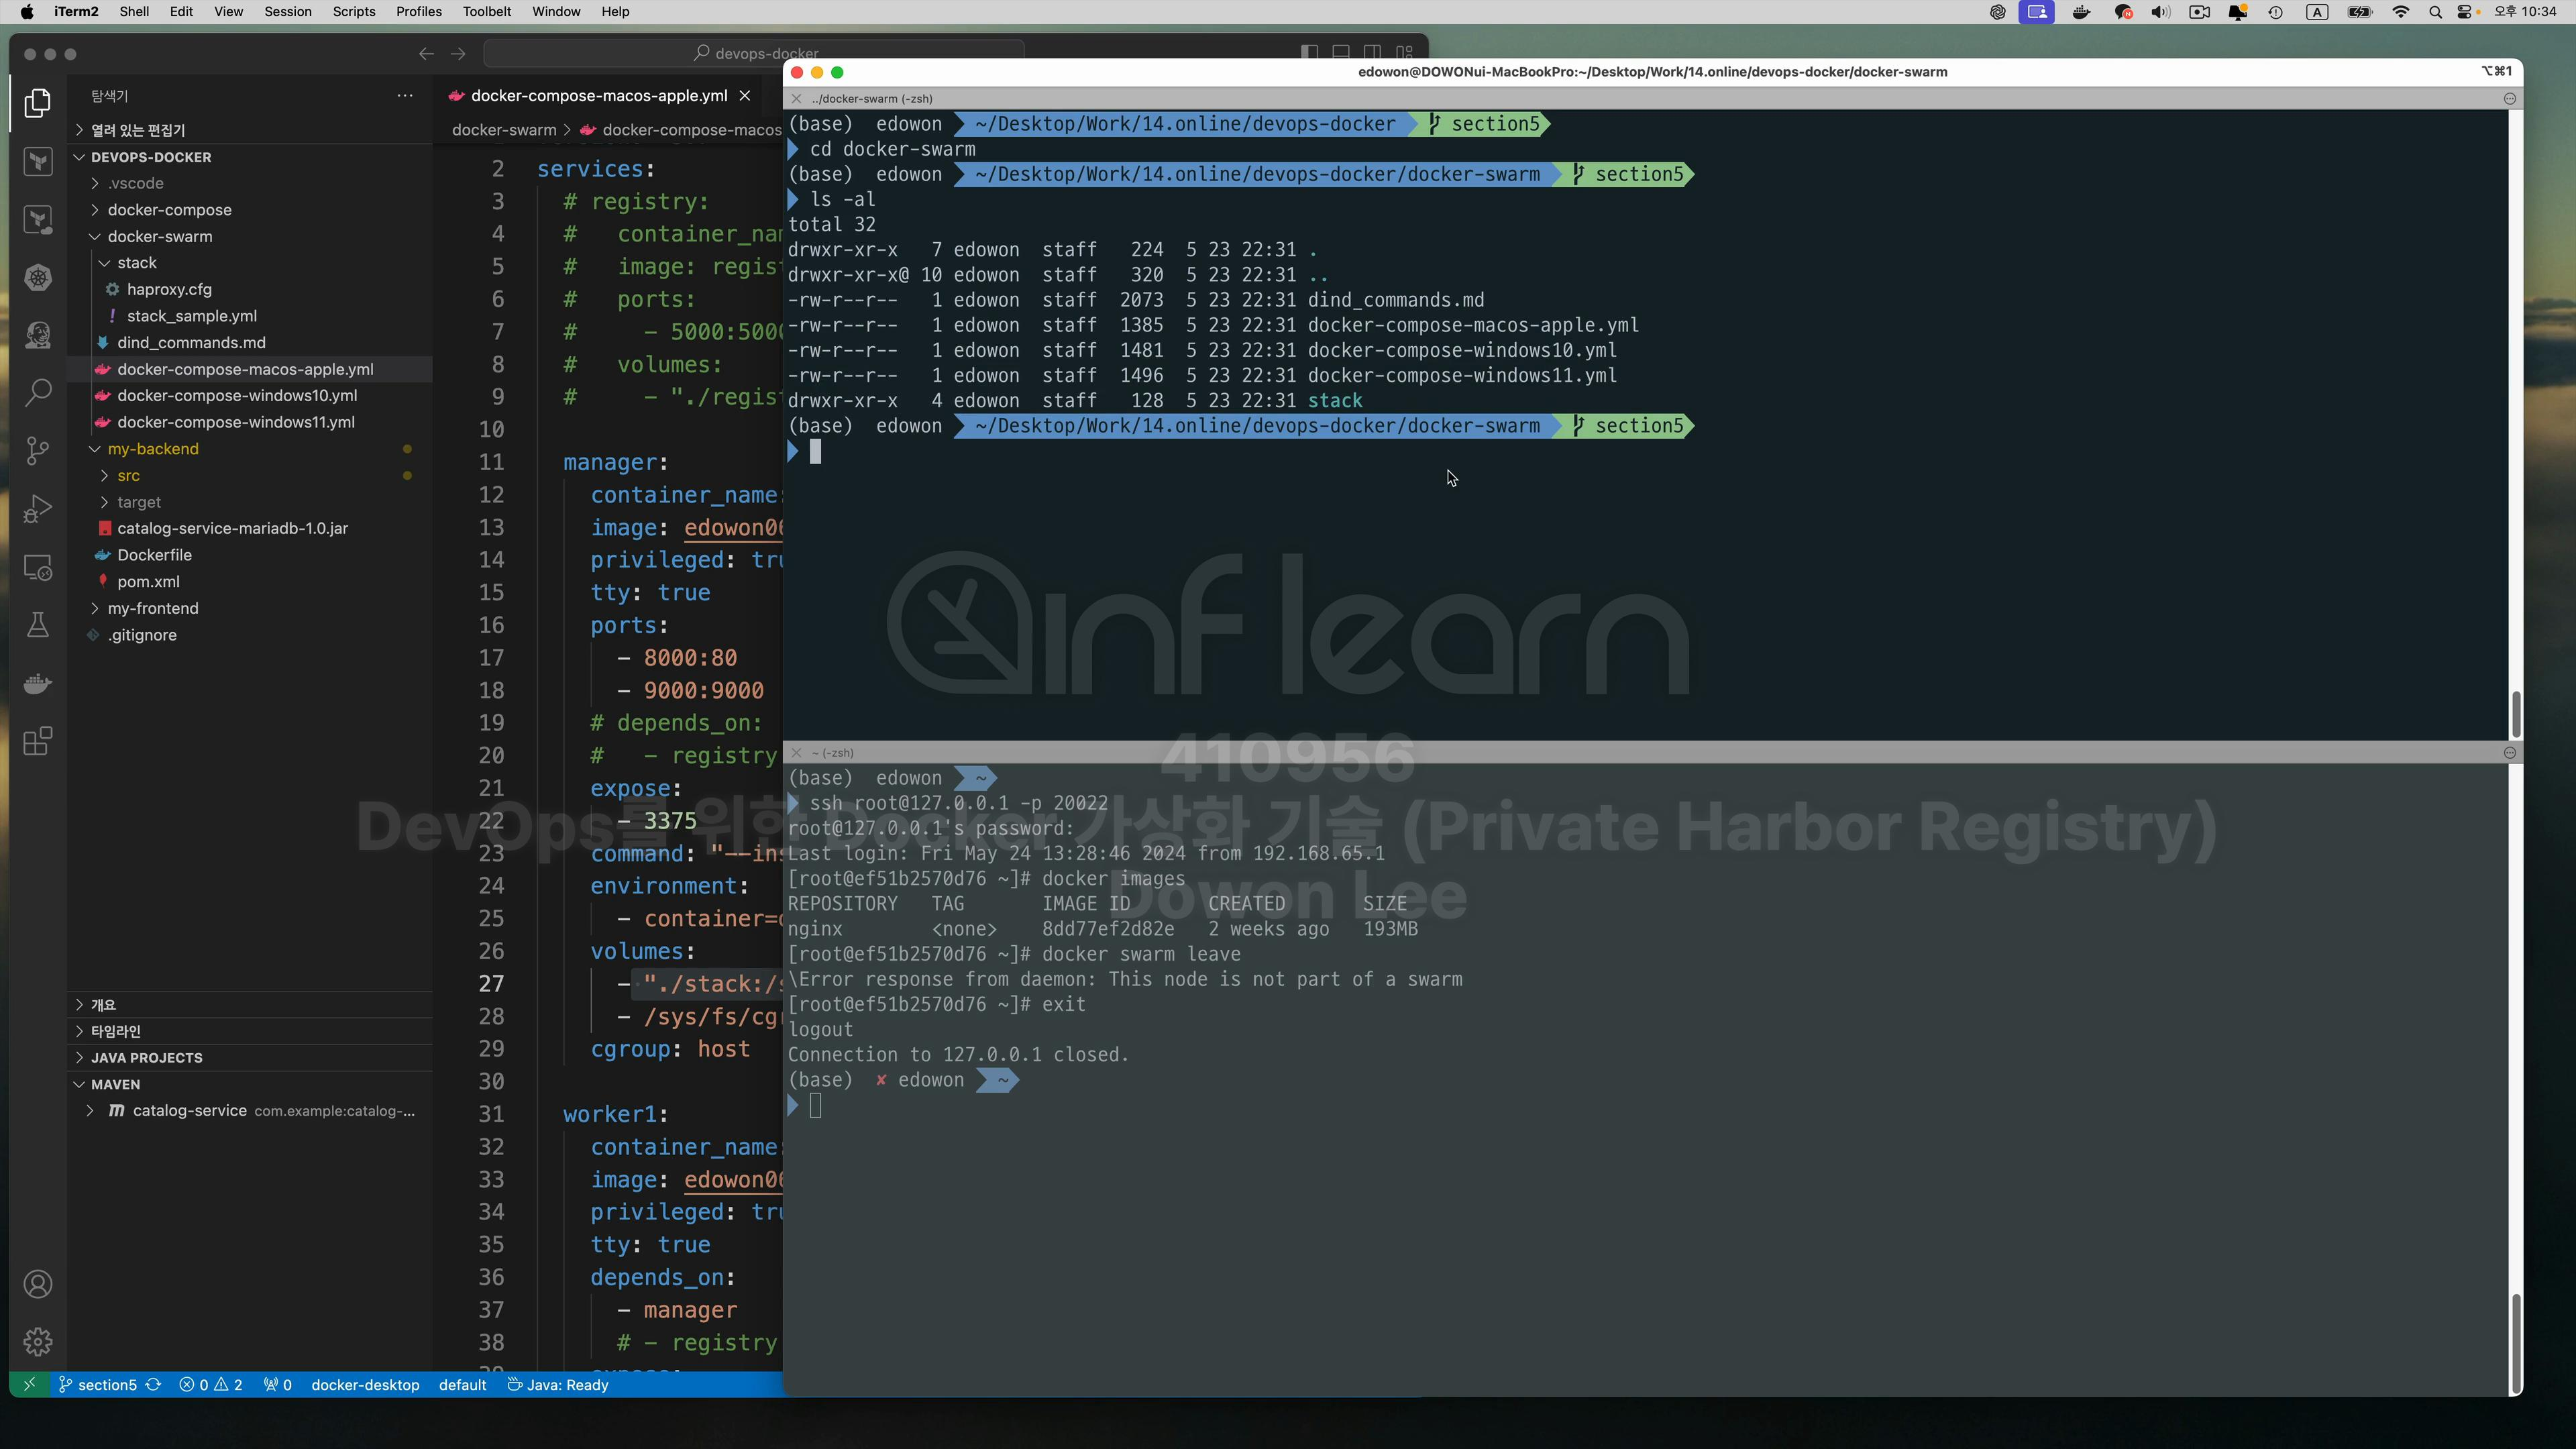 iTerm2 Shell Edit View Session Scripts Profiles Toolbelt Window Help
A 오후 10:34
devops-docker
탐색기
열려 있는 편집기
DEVOPS-DOCKER
.vscode
docker-compose
docker-swarm
stack
haproxy.cfg
stack_sample.yml
dind_commands.md
docker-compose-macos-apple.yml
docker-compose-windows10.yml
docker-compose-windows11.yml
my-backend
src
target
catalog-service-mariadb-1.0.jar
Dockerfile
pom.xml
my-frontend
.gitignore
개요
타임라인
JAVA PROJECTS
MAVEN
catalog-service com.example:catalog-...
docker-compose-macos-apple.yml
docker-swarm > docker-compose-macos
2 services:
3 # registry:
4 # container_nam
5 # image: regist
6 # ports:
7 # - 5000:5000
8 # volumes:
9 # - "./regist
10
11 manager:
12 container_name:
13 image: edowon06
14 privileged: tru
15 tty: true
16 ports:
17 - 8000:80
18 - 9000:9000
19 # depends_on:
20 # - registry
21 expose:
22 - 3375
23 command: "--ins
24 environment:
25 - container=d
26 volumes:
27 - "./stack:/s
28 - /sys/fs/cgr
29 cgroup: host
30
31 worker1:
32 container_name:
33 image: edowon06
34 privileged: tru
35 tty: true
36 depends_on:
37 - manager
38 # - registry
section5 0 2 0 docker-desktop default Java: Ready
edowon@DOWONui-MacBookPro:~/Desktop/Work/14.online/devops-docker/docker-swarm ⌥⌘1
../docker-swarm (-zsh)
(base) edowon ~/Desktop/Work/14.online/devops-docker section5
cd docker-swarm
(base) edowon ~/Desktop/Work/14.online/devops-docker/docker-swarm section5
ls -al
total 32
drwxr-xr-x 7 edowon staff 224 5 23 22:31 .
drwxr-xr-x@ 10 edowon staff 320 5 23 22:31 ..
-rw-r--r-- 1 edowon staff 2073 5 23 22:31 dind_commands.md
-rw-r--r-- 1 edowon staff 1385 5 23 22:31 docker-compose-macos-apple.yml
-rw-r--r-- 1 edowon staff 1481 5 23 22:31 docker-compose-windows10.yml
-rw-r--r-- 1 edowon staff 1496 5 23 22:31 docker-compose-windows11.yml
drwxr-xr-x 4 edowon staff 128 5 23 22:31 stack
(base) edowon ~/Desktop/Work/14.online/devops-docker/docker-swarm section5
inflearn
410956
DevOps를 위한 Docker 가상화 기술 (Private Harbor Registry)
Dowon Lee
~ (-zsh)
(base) edowon ~
ssh root@127.0.0.1 -p 20022
root@127.0.0.1's password:
Last login: Fri May 24 13:28:46 2024 from 192.168.65.1
[root@ef51b2570d76 ~]# docker images
REPOSITORY TAG IMAGE ID CREATED SIZE
nginx <none> 8dd77ef2d82e 2 weeks ago 193MB
[root@ef51b2570d76 ~]# docker swarm leave
\Error response from daemon: This node is not part of a swarm
[root@ef51b2570d76 ~]# exit
logout
Connection to 127.0.0.1 closed.
(base) ✘ edowon ~